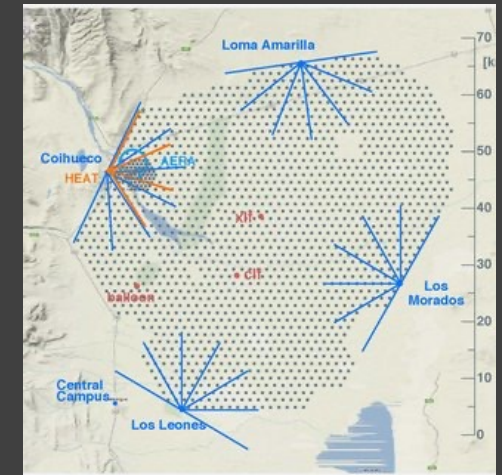 Loma Amarilla
70
[k
60
Coihueco
AERA
HEAT
50
xlf
40
clf
30
balloon
Los
Morados
20
Central
Campus
10
Los Leones
0